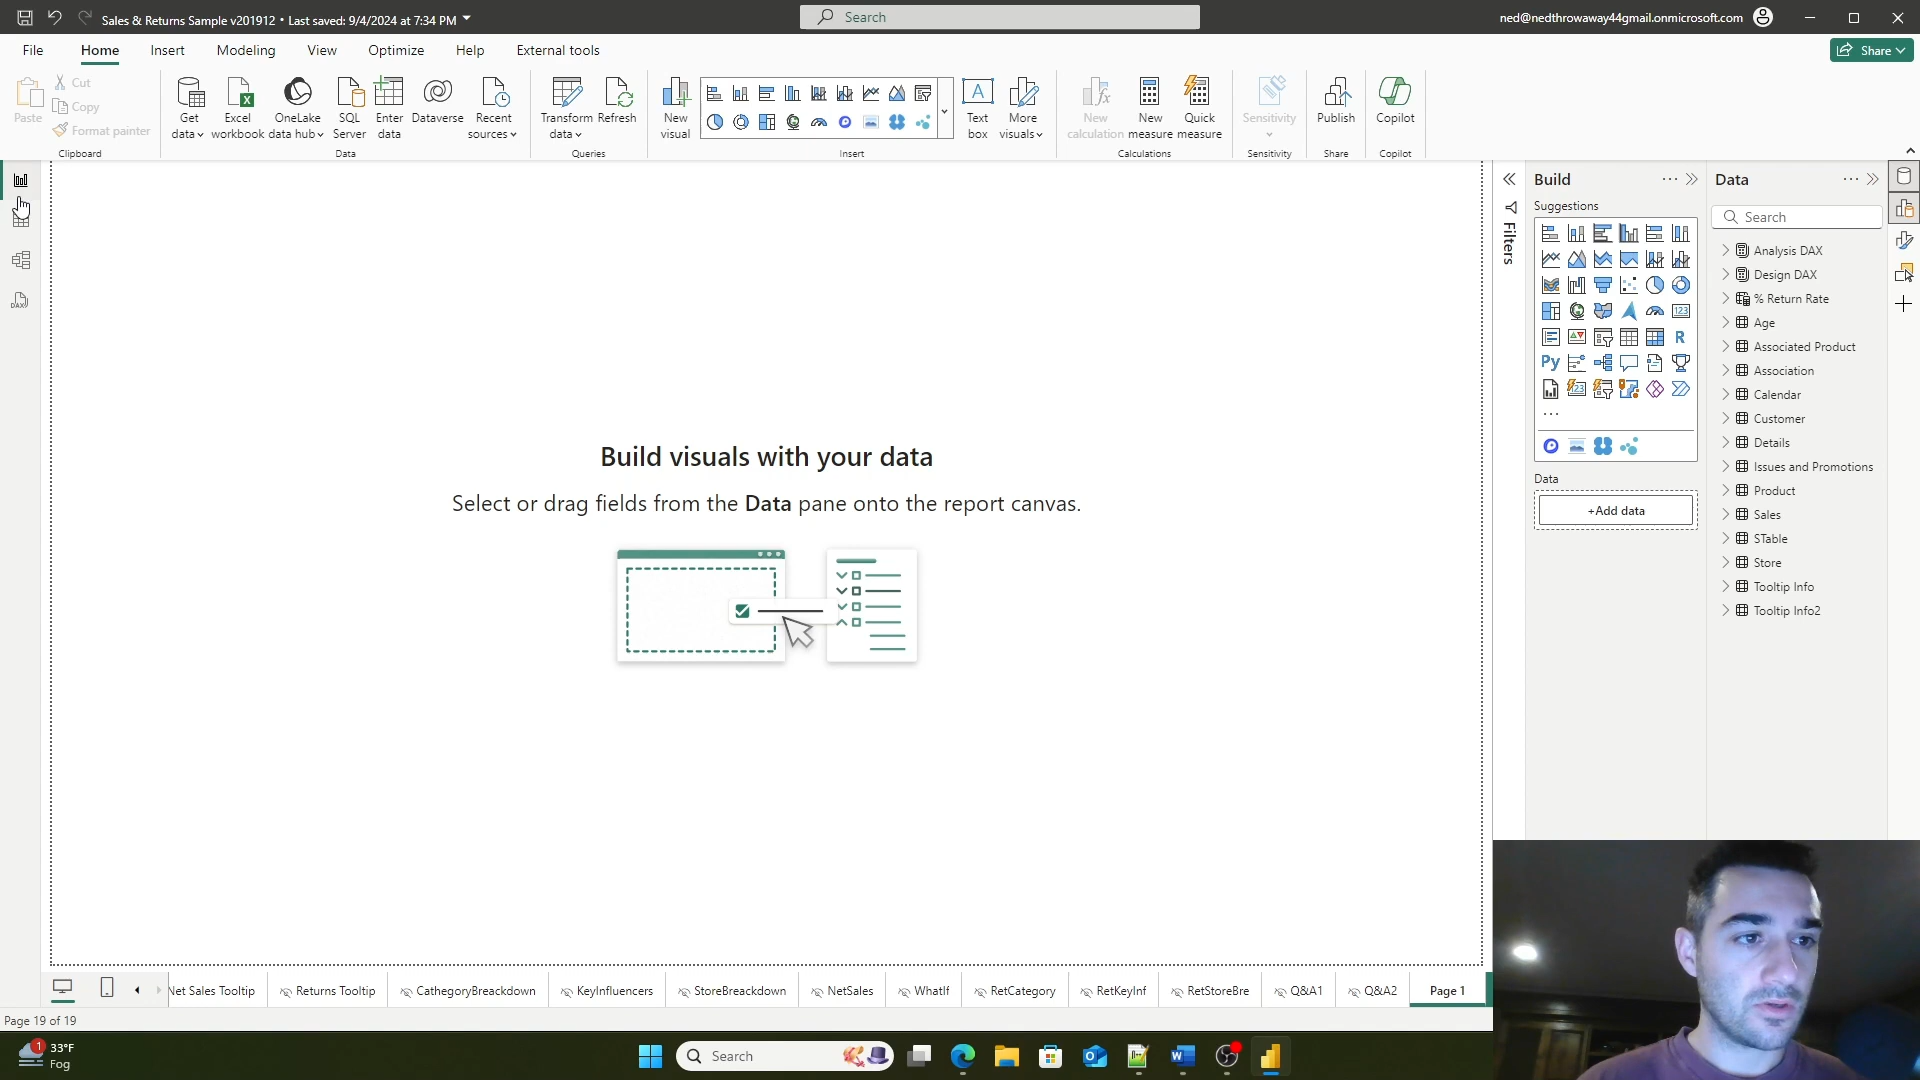 Sales & Returns Sample v201912 • Last saved: 9/4/2024 at 7:34 PM
Search
ned@nedthrowaway44gmail.onmicrosoft.com
File
Home
Insert
Modeling
View
Optimize
Help
External tools
Share
Paste
Cut
Copy
Format painter
Clipboard
Get data
Excel workbook
OneLake data hub
SQL Server
Enter data
Dataverse
Recent sources
Data
Transform data
Refresh
Queries
New visual
Text box
More visuals
Insert
New calculation
New measure
Quick measure
Calculations
Sensitivity
Sensitivity
Publish
Share
Copilot
Copilot
DAX
Build visuals with your data
Select or drag fields from the Data pane onto the report canvas.
Filters
Build
Suggestions
123
R
Py
123
...
Data
+Add data
Data
Search
Analysis DAX
Design DAX
% Return Rate
Age
Associated Product
Association
Calendar
Customer
Details
Issues and Promotions
Product
Sales
STable
Store
Tooltip Info
Tooltip Info2
Net Sales Tooltip
Returns Tooltip
CathegoryBreackdown
KeyInfluencers
StoreBreackdown
NetSales
WhatIf
RetCategory
RetKeyInf
RetStoreBre
Q&A1
Q&A2
Page 1
Page 19 of 19
1
33°F
Fog
Search